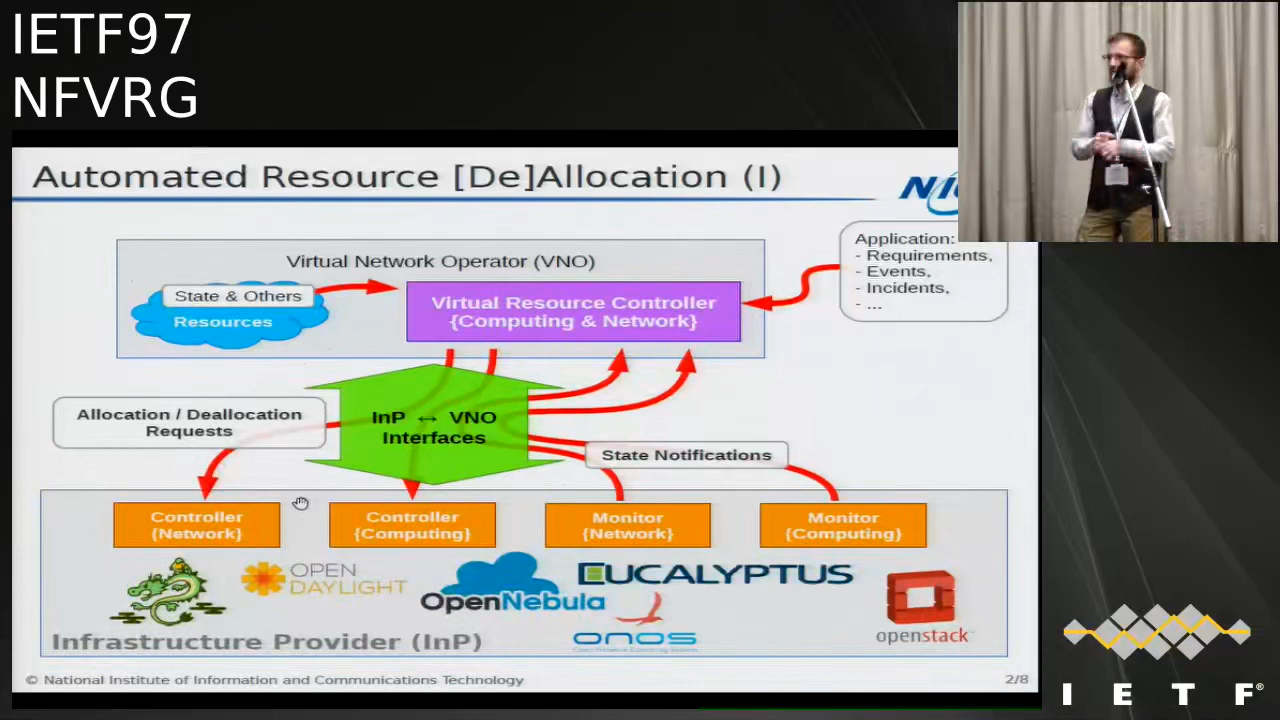 IETF97
NFVRG
Automated Resource [De]Allocation (I)
Virtual Network Operator (VNO)
State & Others
Resources
Virtual Resource Controller
{Computing & Network}
Application:
- Requirements,
- Events,
- Incidents,
- ...
Allocation / Deallocation
Requests
InP ↔ VNO
Interfaces
State Notifications
Controller
{Network}
Controller
{Computing}
Monitor
{Network}
Monitor
{Computing}
OPEN
DAYLIGHT
OpenNebula
EUCALYPTUS
onos
openstack
Infrastructure Provider (InP)
© National Institute of Information and Communications Technology
2/8
I E T F®